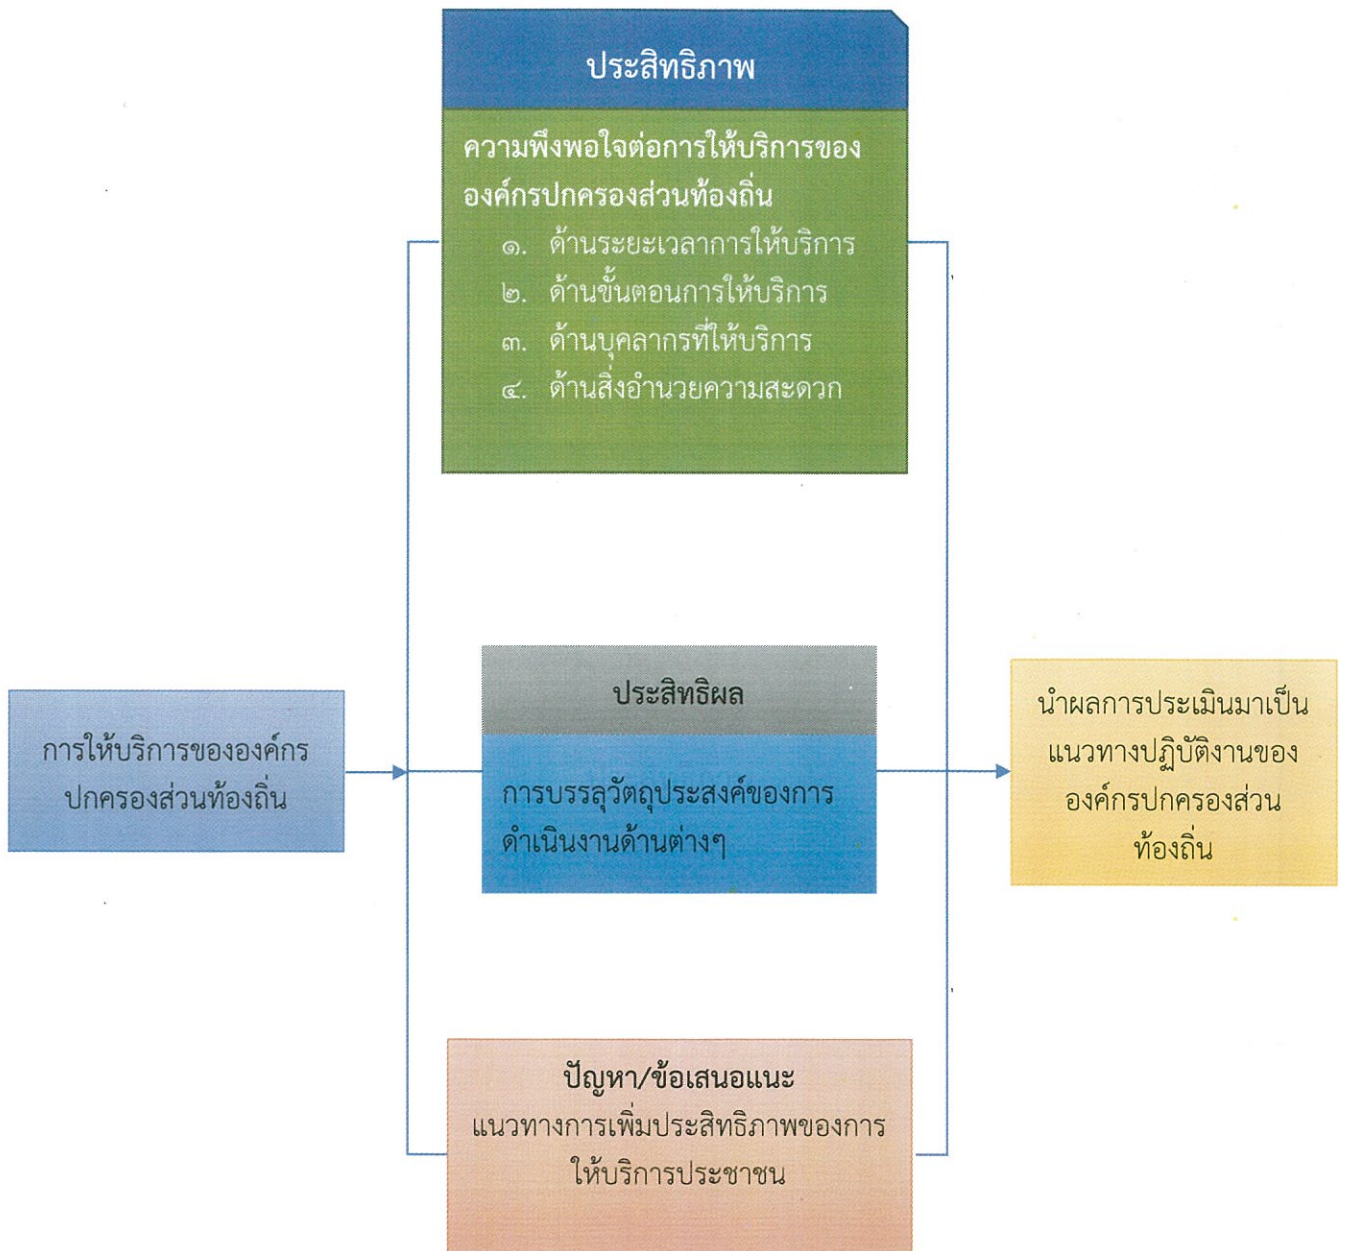 ประสิทธิภาพ
ความพึงพอใจต่อการให้บริการของ
องค์กรปกครองส่วนท้องถิ่น
๑. ด้านระยะเวลาการให้บริการ
๒. ด้านขั้นตอนการให้บริการ
๓. ด้านบุคลากรที่ให้บริการ
๔. ด้านสิ่งอำนวยความสะดวก
การให้บริการขององค์กร
ปกครองส่วนท้องถิ่น
ประสิทธิผล
การบรรลุวัตถุประสงค์ของการ
ดำเนินงานด้านต่างๆ
นำผลการประเมินมาเป็น
แนวทางปฏิบัติงานของ
องค์กรปกครองส่วน
ท้องถิ่น
ปัญหา/ข้อเสนอแนะ
แนวทางการเพิ่มประสิทธิภาพของการ
ให้บริการประชาชน